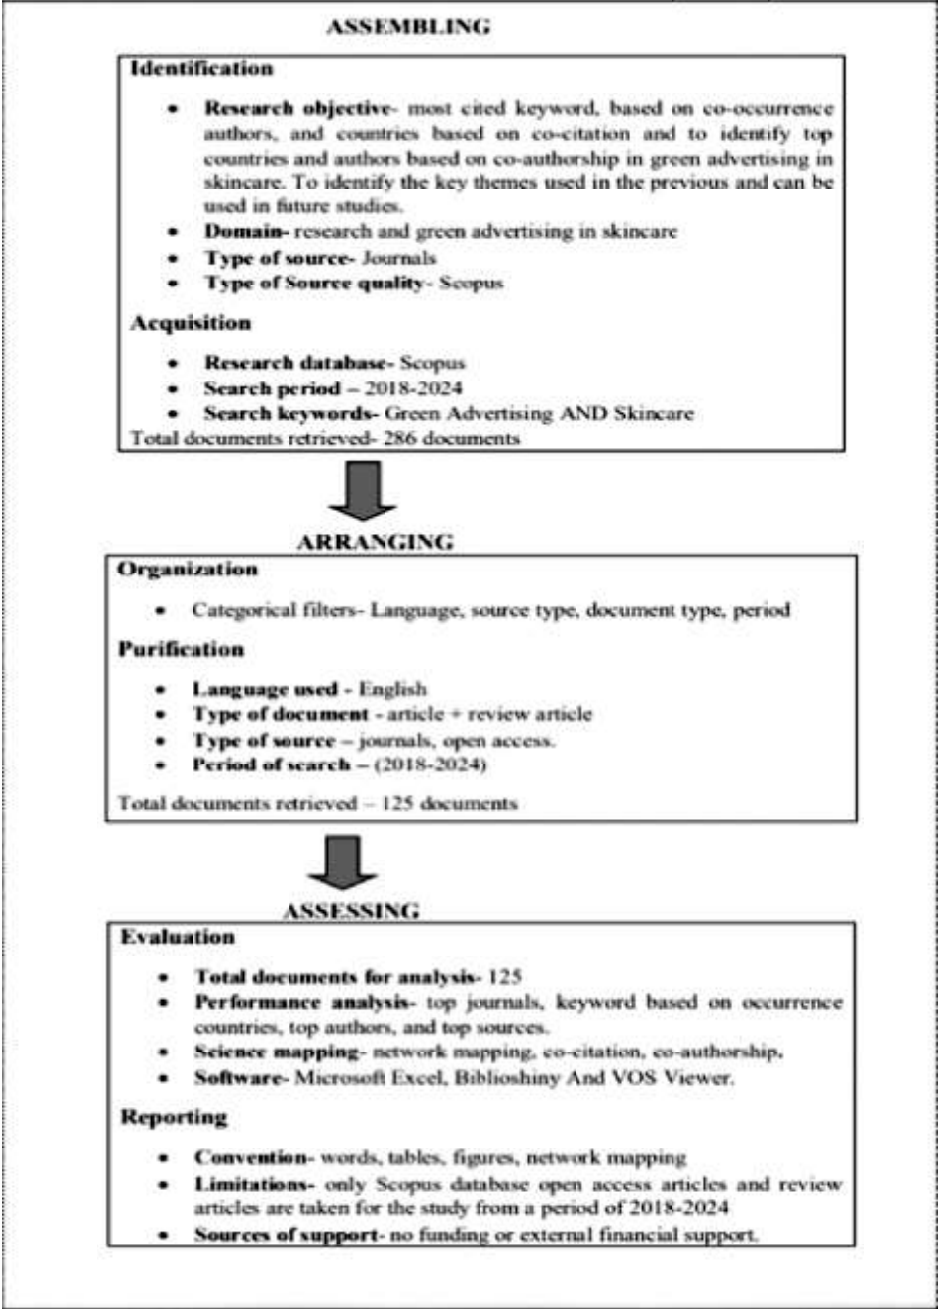 ASSEMBLING
Identification
• Research objective- most cited keyword, based on co-occurrence
authors, and countries based on co-citation and to identify top
countries and authors based on co-authorship in green advertising in
skincare. To identify the key themes used in the previous and can be
used in future studies.
• Domain- research and green advertising in skincare
• Type of source- Journals
• Type of Source quality- Scopus
Acquisition
• Research database- Scopus
• Search period – 2018-2024
• Search keywords- Green Advertising AND Skincare
Total documents retrieved- 286 documents
ARRANGING
Organization
• Categorical filters- Language, source type, document type, period
Purification
• Language used - English
• Type of document - article + review article
• Type of source – journals, open access.
• Period of search – (2018-2024)
Total documents retrieved – 125 documents
ASSESSING
Evaluation
• Total documents for analysis- 125
• Performance analysis- top journals, keyword based on occurrence
countries, top authors, and top sources.
• Science mapping- network mapping, co-citation, co-authorship.
• Software- Microsoft Excel, Biblioshiny And VOS Viewer.
Reporting
• Convention- words, tables, figures, network mapping
• Limitations- only Scopus database open access articles and review
articles are taken for the study from a period of 2018-2024
• Sources of support- no funding or external financial support.